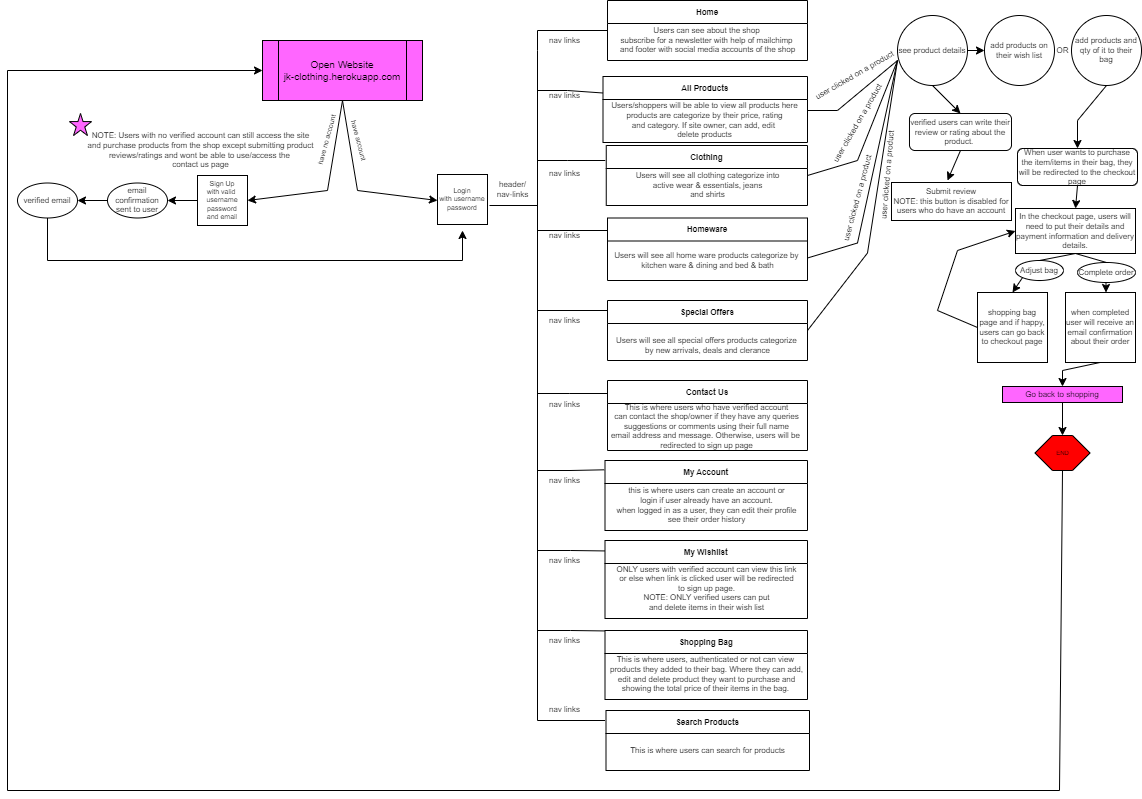 Open Website
jk-clothing.herokuapp.com
NOTE: Users with no verified account can still access the site
and purchase products from the shop except submitting product
reviews/ratings and wont be able to use/access the
contact us page
have no account
have account
verified email
email
confirmation
sent to user
Sign Up
with valid
username
password
and email
Login
with username
password
header/
nav-links
nav links
Home
Users can see about the shop
subscribe for a newsletter with help of mailchimp
and footer with social media accounts of the shop
nav links
All Products
Users/shoppers will be able to view all products here
products are categorize by their price, rating
and category. If site owner, can add, edit
delete products
nav links
Clothing
Users will see all clothing categorize into
active wear & essentials, jeans
and shirts
nav links
Homeware
Users will see all home ware products categorize by
kitchen ware & dining and bed & bath
nav links
Special Offers
Users will see all special offers products categorize
by new arrivals, deals and clerance
nav links
Contact Us
This is where users who have verified account
can contact the shop/owner if they have any queries
suggestions or comments using their full name
email address and message. Otherwise, users will be
redirected to sign up page
nav links
My Account
this is where users can create an account or
login if user already have an account.
when logged in as a user, they can edit their profile
see their order history
nav links
My Wishlist
ONLY users with verified account can view this link
or else when link is clicked user will be redirected
to sign up page.
NOTE: ONLY verified users can put
and delete items in their wish list
nav links
Shopping Bag
This is where users, authenticated or not can view
products they added to their bag. Where they can add,
edit and delete product they want to purchase and
showing the total price of their items in the bag.
nav links
Search Products
This is where users can search for products
user clicked on a product
user clicked on a product
user clicked on a product
user clicked on a product
see product details
add products on
their wish list
OR
add products and
qty of it to their
bag
verified users can write their
review or rating about the
product.
Submit review
NOTE: this button is disabled for
users who do have an account
When user wants to purchase
the item/items in their bag, they
will be redirected to the checkout
page
In the checkout page, users will
need to put their details and
payment information and delivery
details.
Adjust bag
Complete order
shopping bag
page and if happy,
users can go back
to checkout page
when completed
user will receive an
email confirmation
about their order
Go back to shopping
END